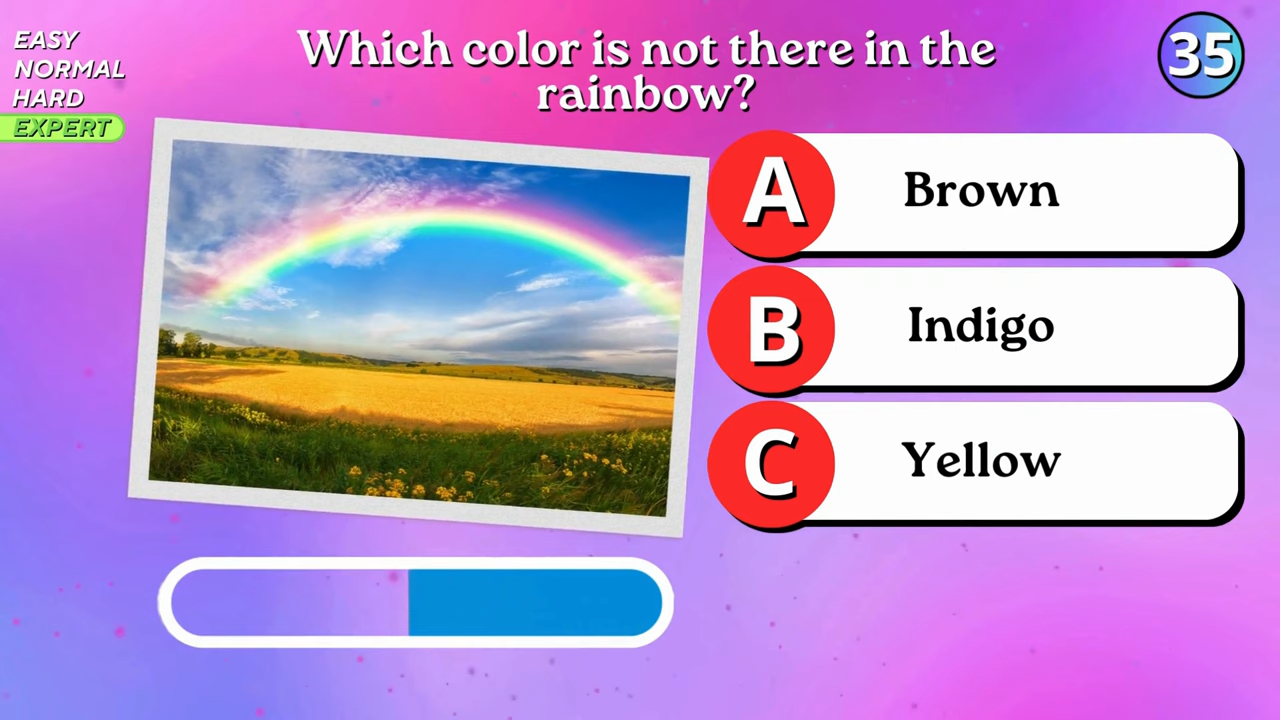 EASY
NORMAL
HARD
EXPERT
Which color is not there in the
rainbow?
35
A Brown
B Indigo
C Yellow